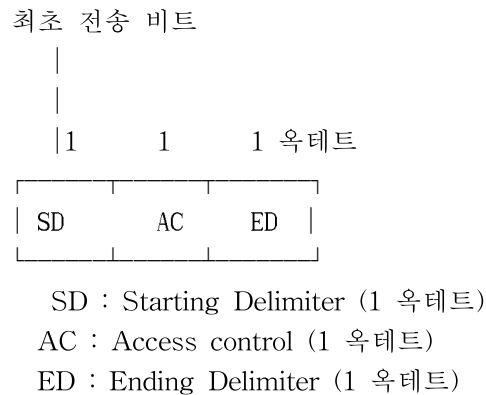 최초 전송 비트
|
|
|1 1 1 옥테트
┌──────┬──────┬───────┐
| SD AC ED |
└──────┴──────┴───────┘
SD : Starting Delimiter (1 옥테트)
AC : Access control (1 옥테트)
ED : Ending Delimiter (1 옥테트)